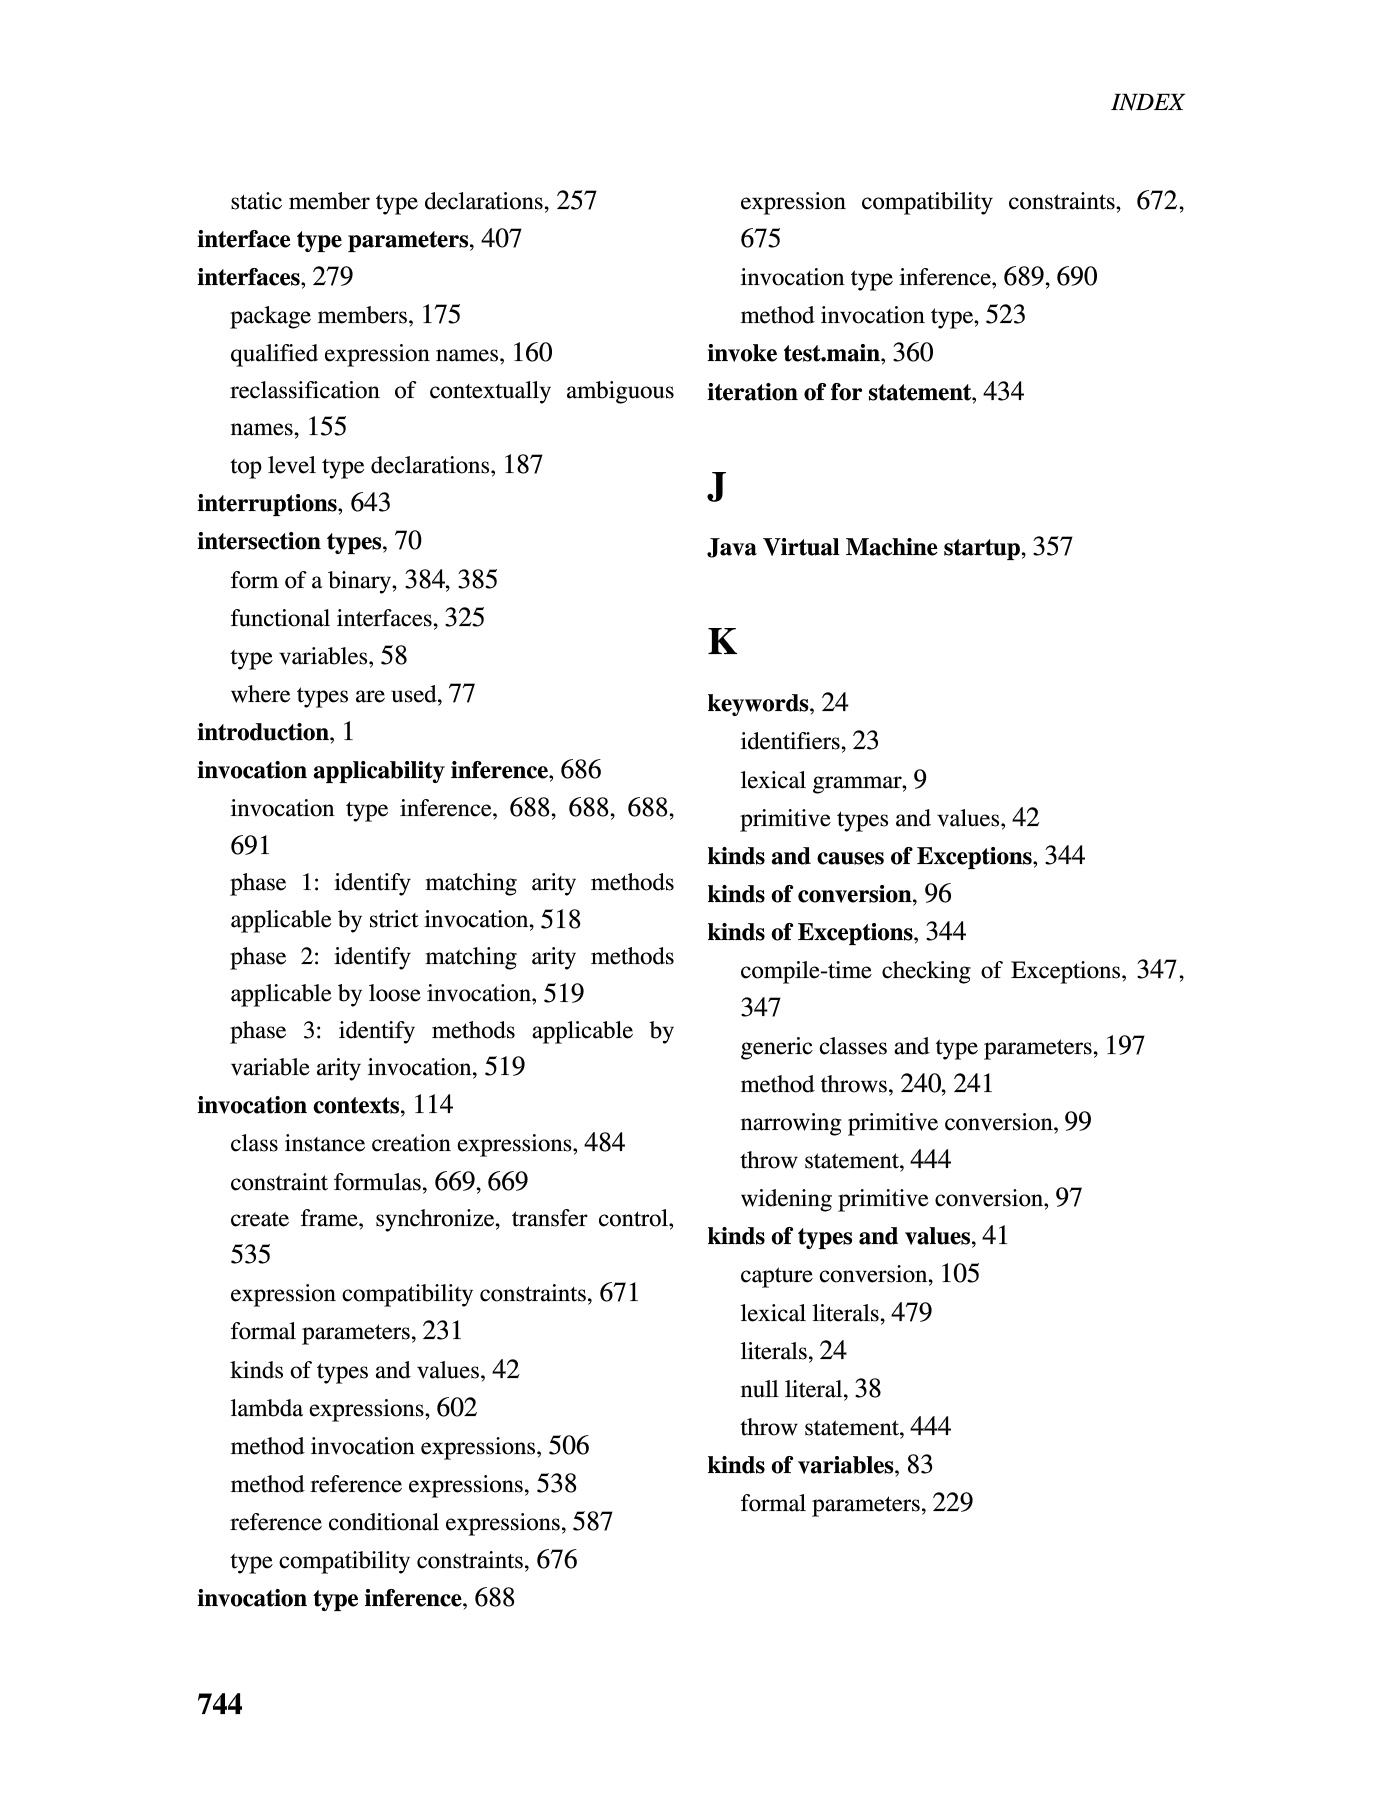 INDEX
static member type declarations, 257
interface type parameters, 407
interfaces, 279
package members, 175
qualified expression names, 160
reclassification of contextually ambiguous
names, 155
top level type declarations, 187
interruptions, 643
intersection types, 70
form of a binary, 384, 385
functional interfaces, 325
type variables, 58
where types are used, 77
introduction, 1
invocation applicability inference, 686
invocation type inference, 688, 688, 688,
691
phase 1: identify matching arity methods
applicable by strict invocation, 518
phase 2: identify matching arity methods
applicable by loose invocation, 519
phase 3: identify methods applicable by
variable arity invocation, 519
invocation contexts, 114
class instance creation expressions, 484
constraint formulas, 669, 669
create frame, synchronize, transfer control,
535
expression compatibility constraints, 671
formal parameters, 231
kinds of types and values, 42
lambda expressions, 602
method invocation expressions, 506
method reference expressions, 538
reference conditional expressions, 587
type compatibility constraints, 676
invocation type inference, 688
expression compatibility constraints, 672,
675
invocation type inference, 689, 690
method invocation type, 523
invoke test.main, 360
iteration of for statement, 434
J
Java Virtual Machine startup, 357
K
keywords, 24
identifiers, 23
lexical grammar, 9
primitive types and values, 42
kinds and causes of Exceptions, 344
kinds of conversion, 96
kinds of Exceptions, 344
compile-time checking of Exceptions, 347,
347
generic classes and type parameters, 197
method throws, 240, 241
narrowing primitive conversion, 99
throw statement, 444
widening primitive conversion, 97
kinds of types and values, 41
capture conversion, 105
lexical literals, 479
literals, 24
null literal, 38
throw statement, 444
kinds of variables, 83
formal parameters, 229
744